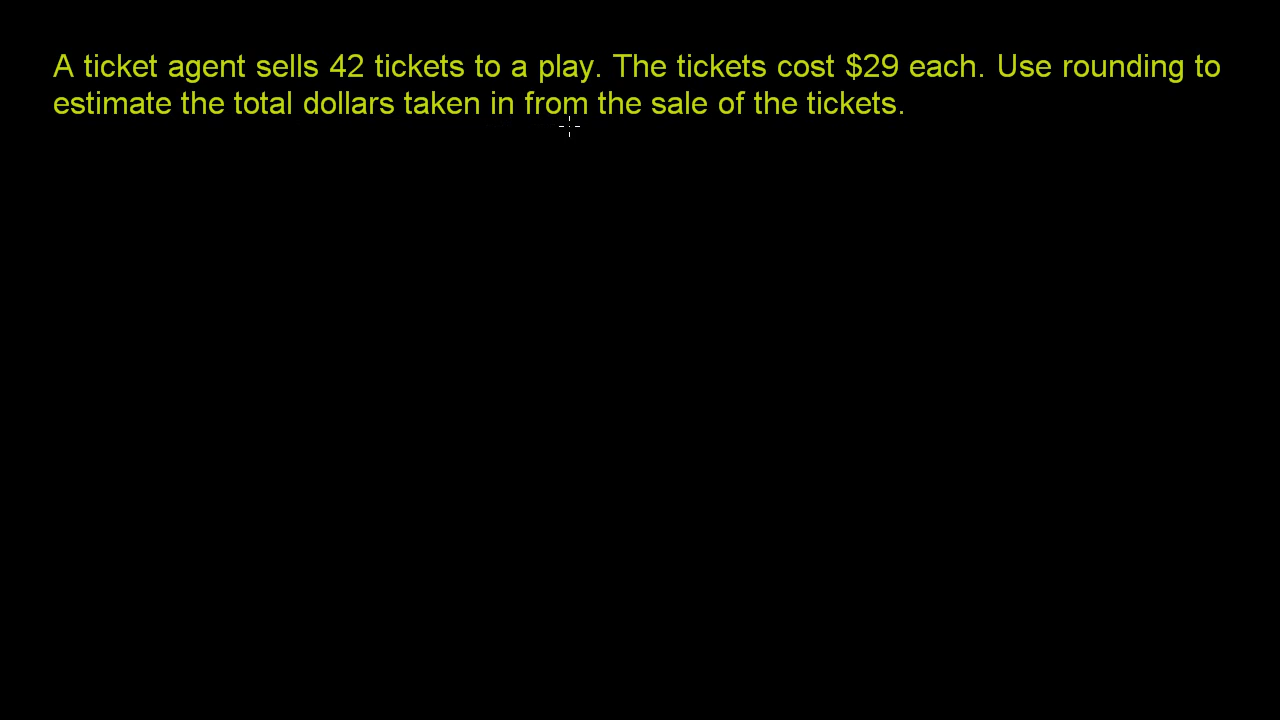 A ticket agent sells 42 tickets to a play. The tickets cost $29 each. Use rounding to
estimate the total dollars taken in from the sale of the tickets.